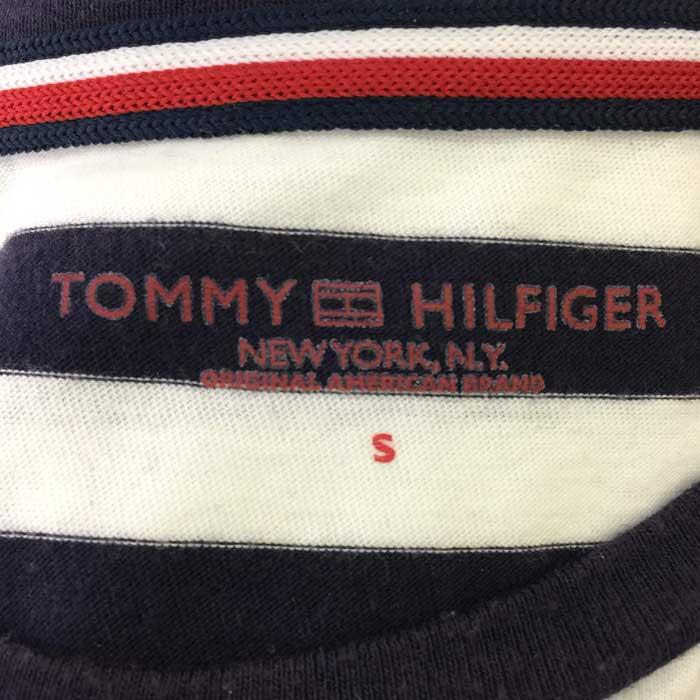 TOMMY HILFIGER
NEW YORK, N.Y.
ORIGINAL AMERICAN BRAND
S